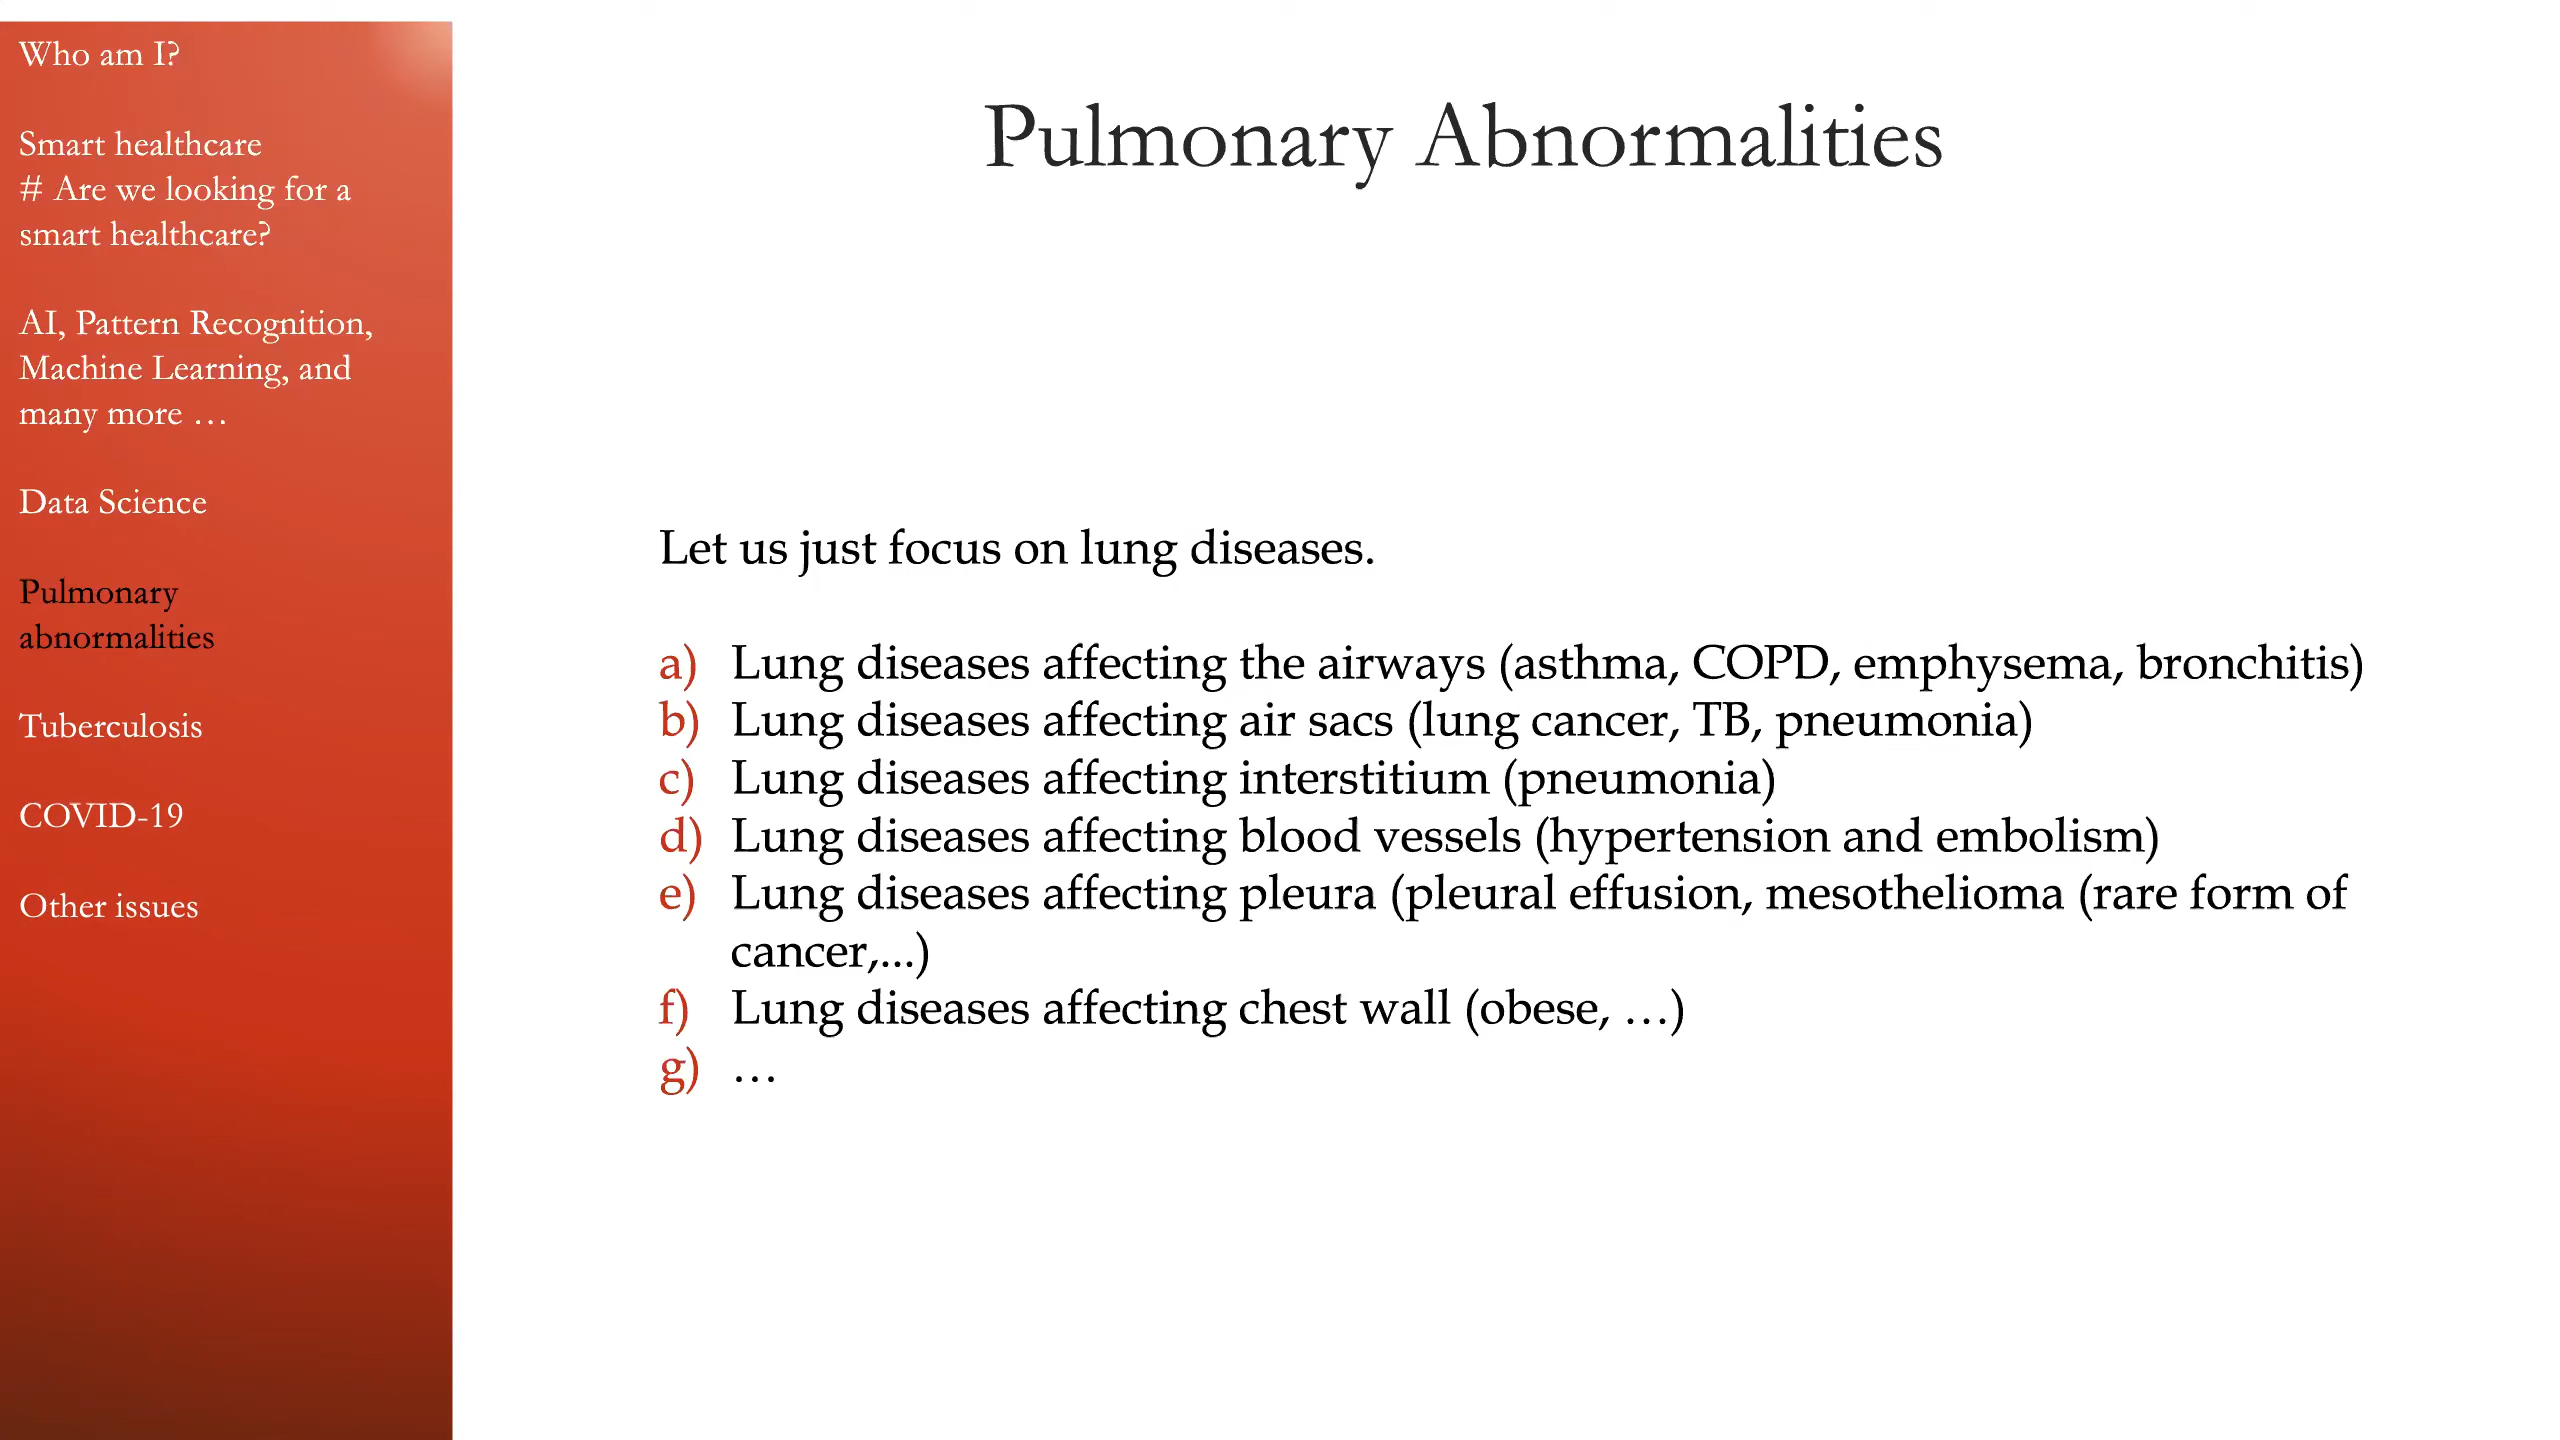 Who am I?
Smart healthcare
# Are we looking for a
smart healthcare?
AI, Pattern Recognition,
Machine Learning, and
many more …
Data Science
Pulmonary
abnormalities
Tuberculosis
COVID-19
Other issues
Pulmonary Abnormalities
Let us just focus on lung diseases.
a) Lung diseases affecting the airways (asthma, COPD, emphysema, bronchitis)
b) Lung diseases affecting air sacs (lung cancer, TB, pneumonia)
c) Lung diseases affecting interstitium (pneumonia)
d) Lung diseases affecting blood vessels (hypertension and embolism)
e) Lung diseases affecting pleura (pleural effusion, mesothelioma (rare form of
cancer,...)
f) Lung diseases affecting chest wall (obese, …)
g) …